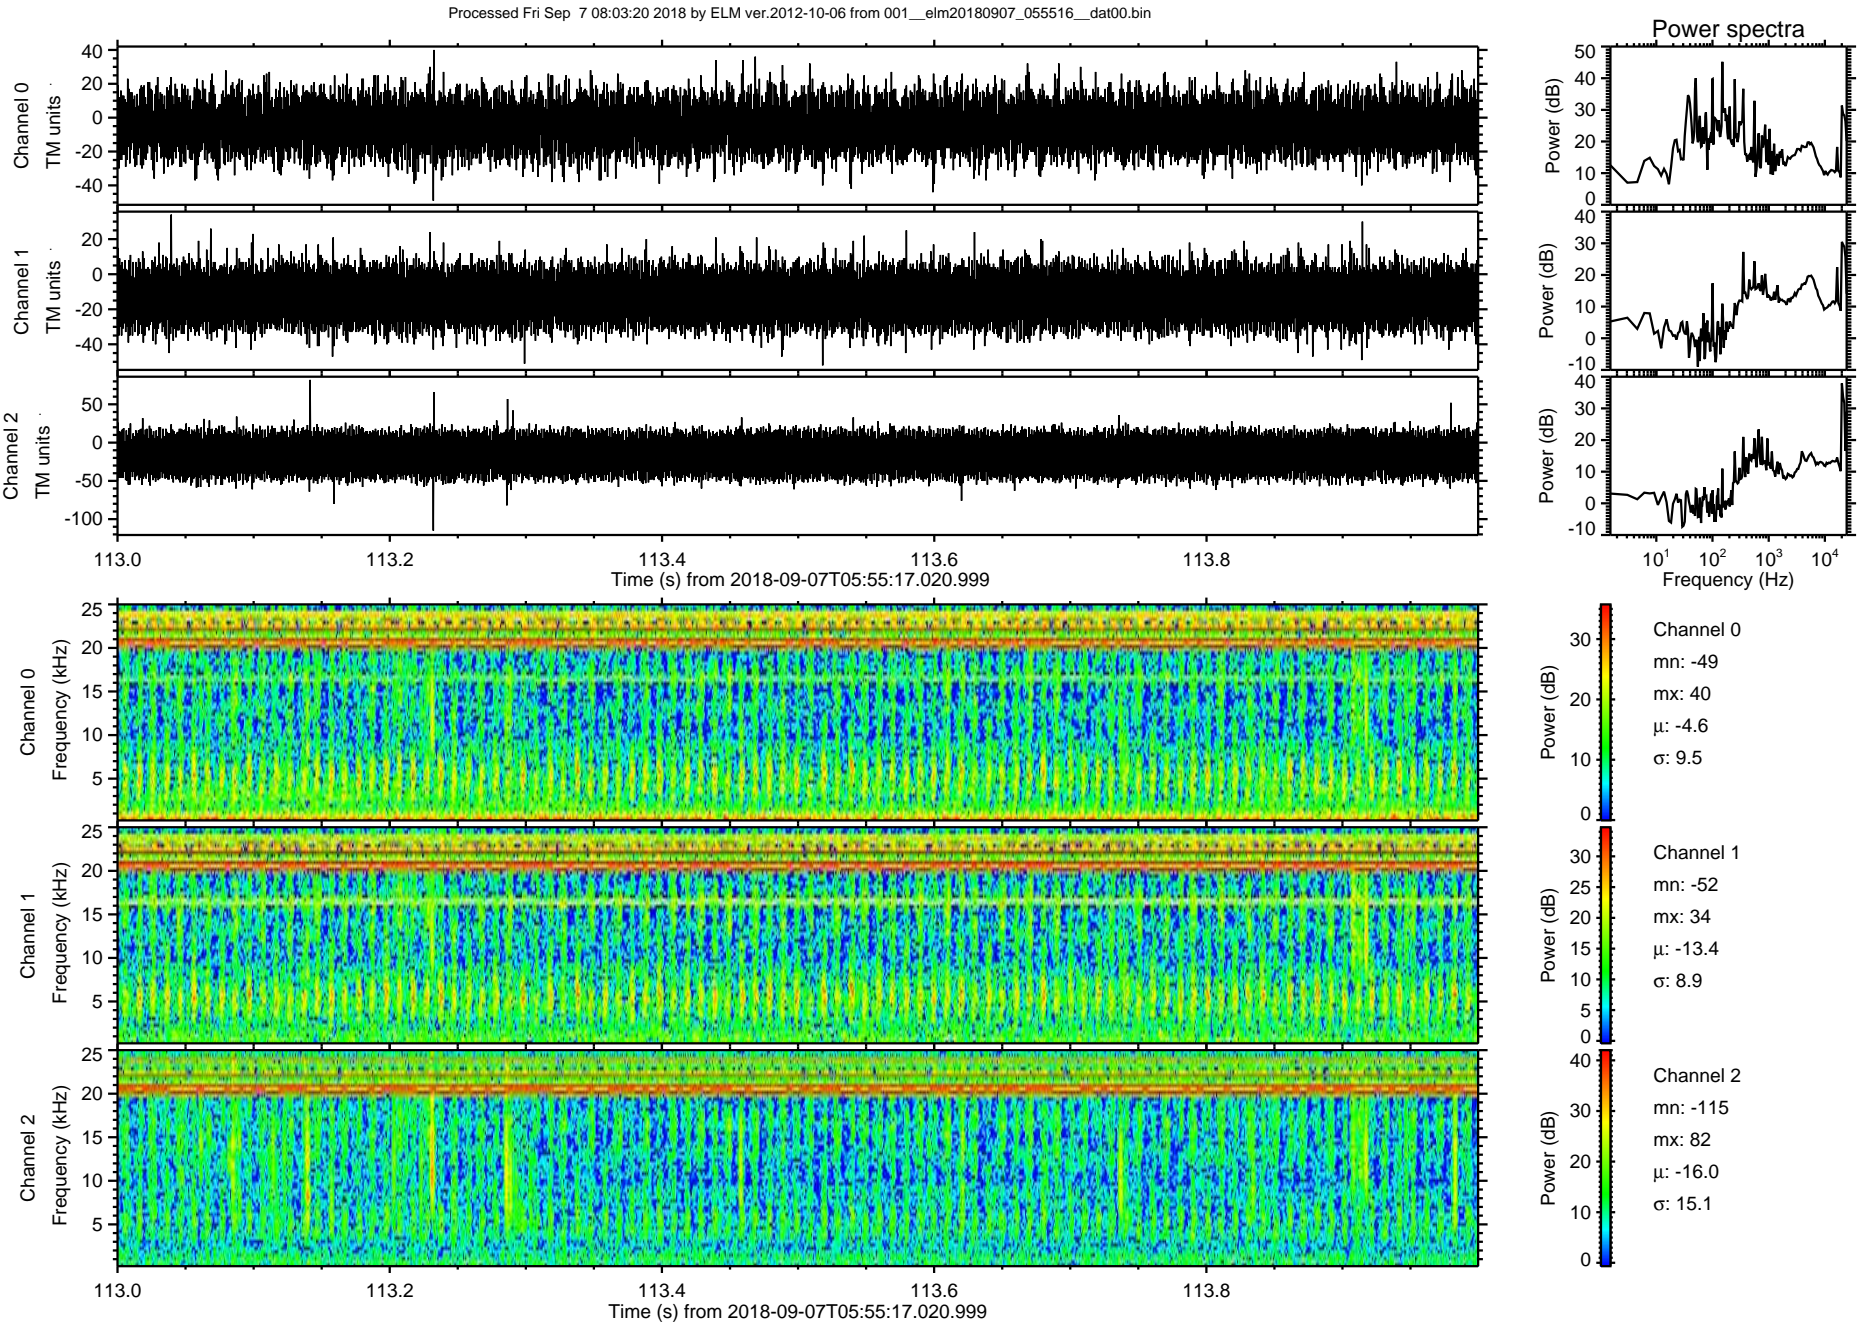 Processed Fri Sep  7 08:03:20 2018 by ELM ver.2012-10-06 from 001__elm20180907_055516__dat00.bin
Power spectra
Channel 0
TM units
40
20
0
-20
-40
Power (dB)
50
40
30
20
10
0
Channel 1
TM units
20
0
-20
-40
Power (dB)
40
30
20
10
0
-10
Channel 2
TM units
50
0
-50
-100
Power (dB)
40
30
20
10
0
-10
113.0 113.2 113.4 113.6 113.8
Time (s) from 2018-09-07T05:55:17.020.999
10¹ 10² 10³ 10⁴
Frequency (Hz)
Channel 0
Frequency (kHz)
25
20
15
10
5
Power (dB)
30
20
10
0
Channel 0
mn: -49
mx: 40
μ: -4.6
σ: 9.5
Channel 1
Frequency (kHz)
25
20
15
10
5
Power (dB)
30
25
20
15
10
5
0
Channel 1
mn: -52
mx: 34
μ: -13.4
σ: 8.9
Channel 2
Frequency (kHz)
25
20
15
10
5
Power (dB)
40
30
20
10
0
Channel 2
mn: -115
mx: 82
μ: -16.0
σ: 15.1
113.0 113.2 113.4 113.6 113.8
Time (s) from 2018-09-07T05:55:17.020.999